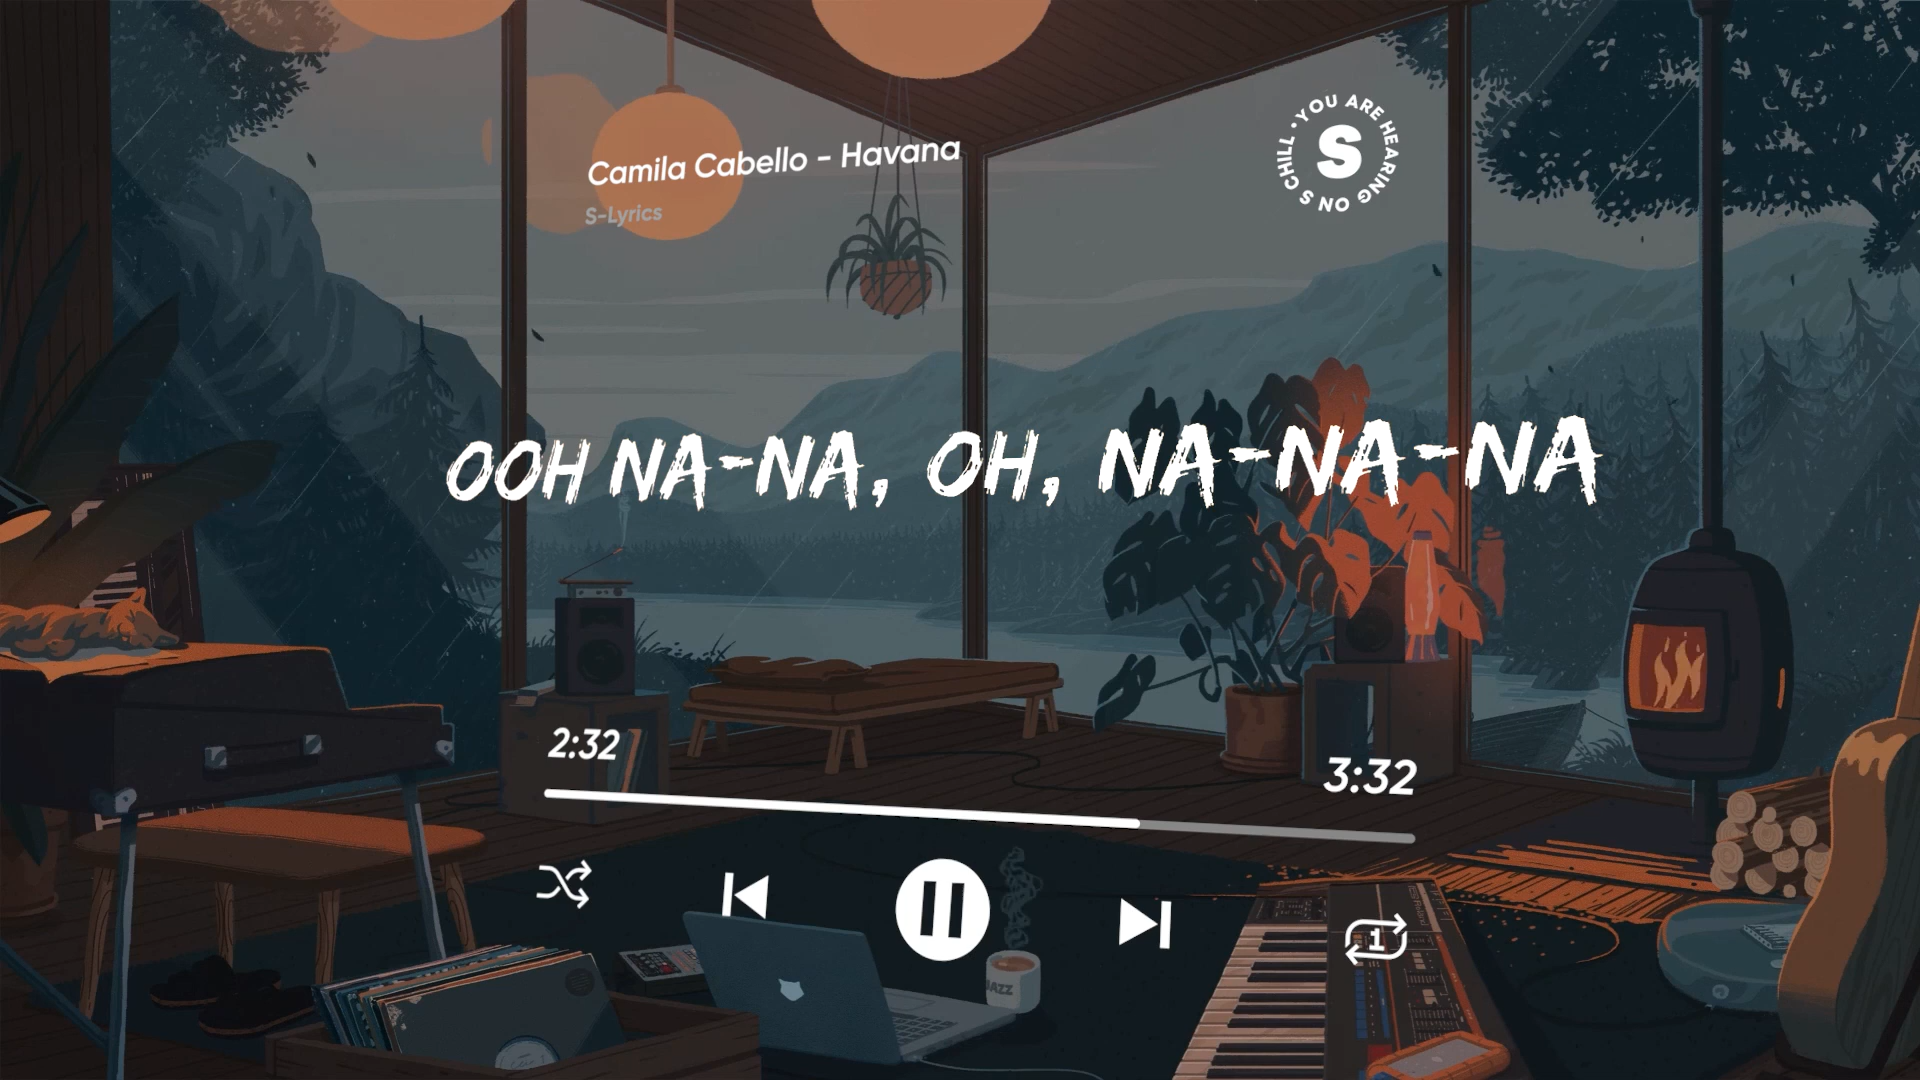 Camila Cabello - Havana
S-Lyrics
• YOU ARE HEARING ON S CHILL
S
OOH NA-NA, OH, NA-NA-NA
2:32
3:32
1
JAZZ